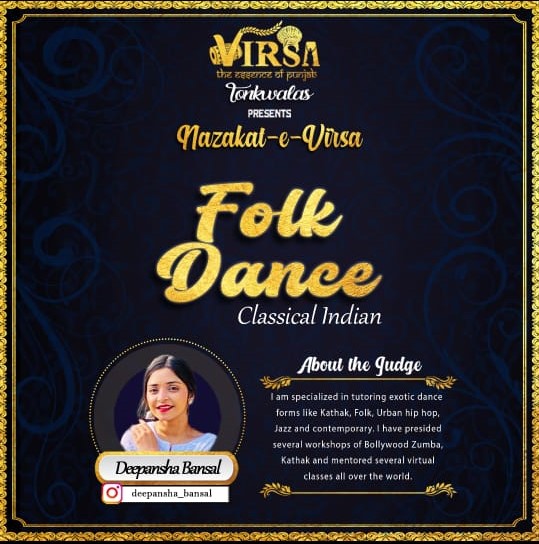 VIRSA
the essence of punjab
Tonkwalas
PRESENTS
Nazakat-e-Virsa
Folk
Dance
Classical Indian
About the Judge
I am specialized in tutoring exotic dance
forms like Kathak, Folk, Urban hip hop,
Jazz and contemporary. I have presided
several workshops of Bollywood Zumba,
Kathak and mentored several virtual
classes all over the world.
Deepansha Bansal
deepansha_bansal